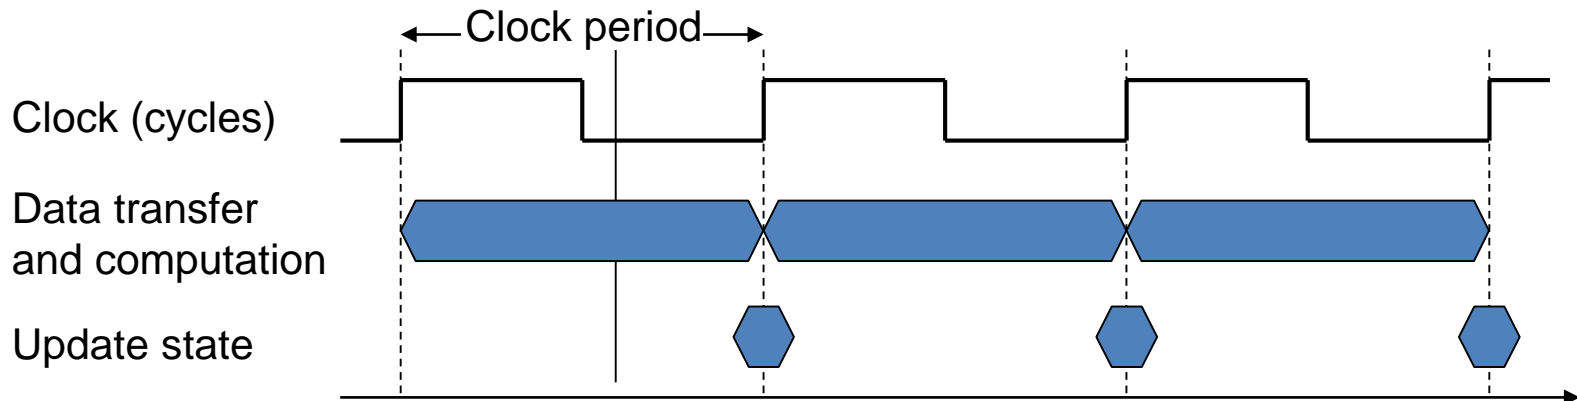 Clock period
Clock (cycles)
Data transfer
and computation
Update state